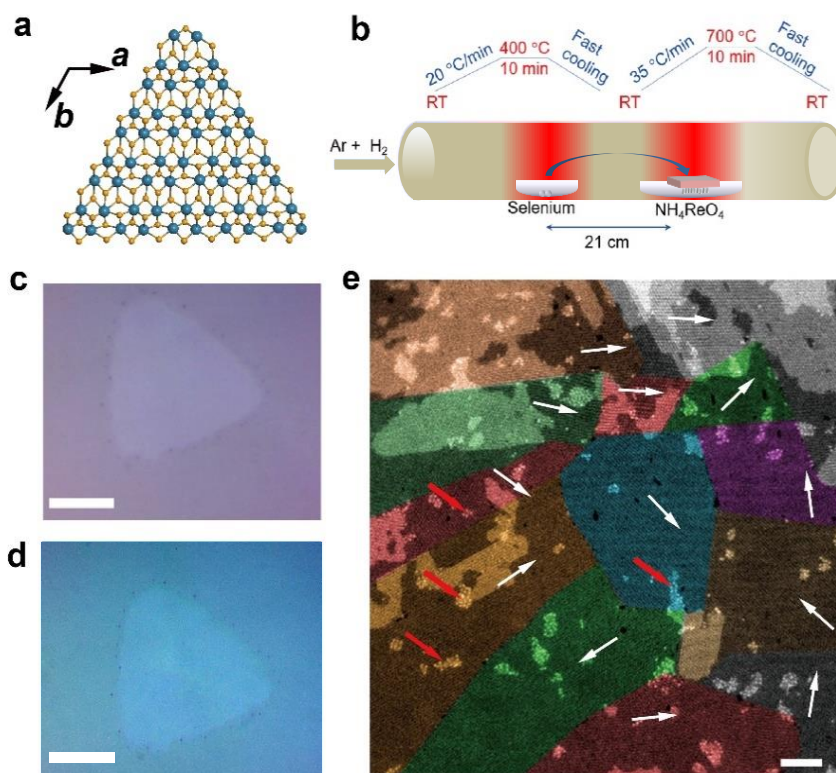 a
a
b
b
20 °C/min
400 °C
10 min
Fast
cooling
35 °C/min
700 °C
10 min
Fast
cooling
RT
RT
RT
Ar + H₂
Selenium
NH₄ReO₄
21 cm
c
d
e